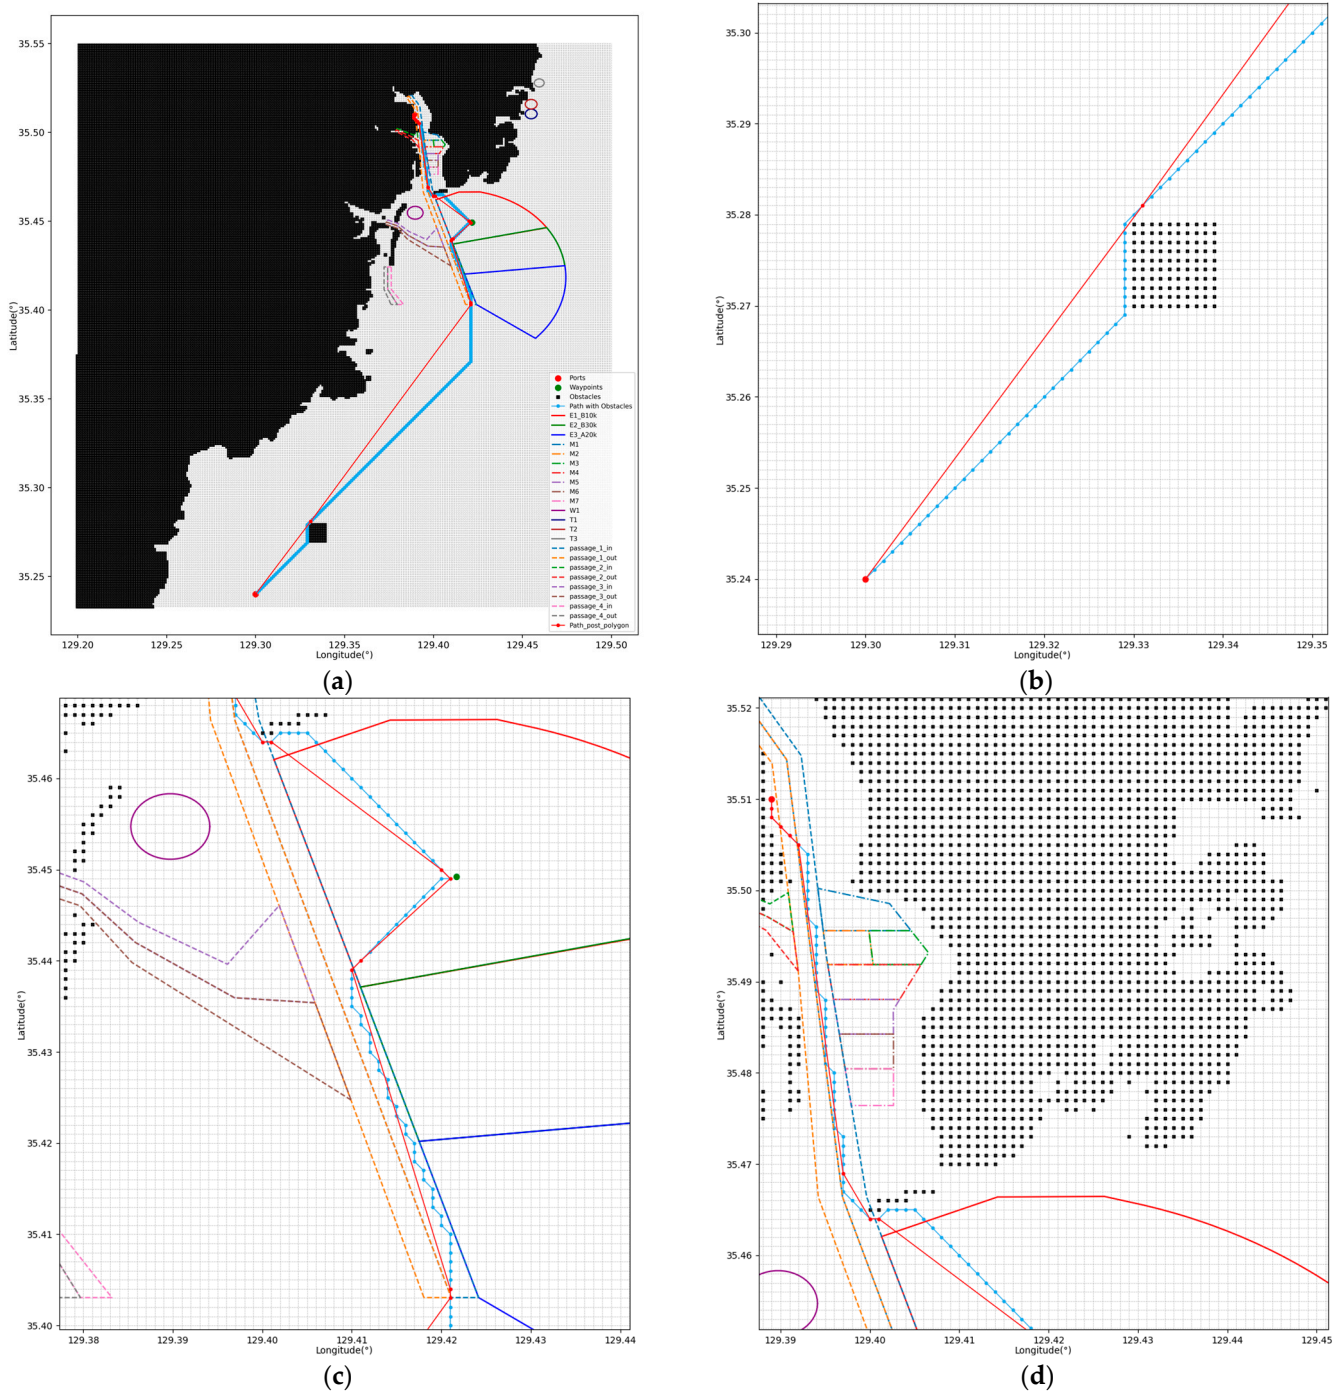 35.55
35.50
35.45
35.40
35.35
35.30
35.25
Latitude(°)
129.20
129.25
129.30
129.35
129.40
129.45
129.50
Longitude(°)
Ports
Waypoints
Obstacles
Path with Obstacles
E1_B10k
E2_B30k
E3_A20k
M1
M2
M3
M4
M5
M6
M7
W1
T1
T2
T3
passage_1_in
passage_1_out
passage_2_in
passage_2_out
passage_3_in
passage_3_out
passage_4_in
passage_4_out
Path_post_polygon
(a)
35.30
35.29
35.28
35.27
35.26
35.25
35.24
Latitude(°)
129.29
129.30
129.31
129.32
129.33
129.34
129.35
Longitude(°)
(b)
35.46
35.45
35.44
35.43
35.42
35.41
35.40
Latitude(°)
129.38
129.39
129.40
129.41
129.42
129.43
129.44
Longitude(°)
(c)
35.52
35.51
35.50
35.49
35.48
35.47
35.46
Latitude(°)
129.39
129.40
129.41
129.42
129.43
129.44
129.45
Longitude(°)
(d)